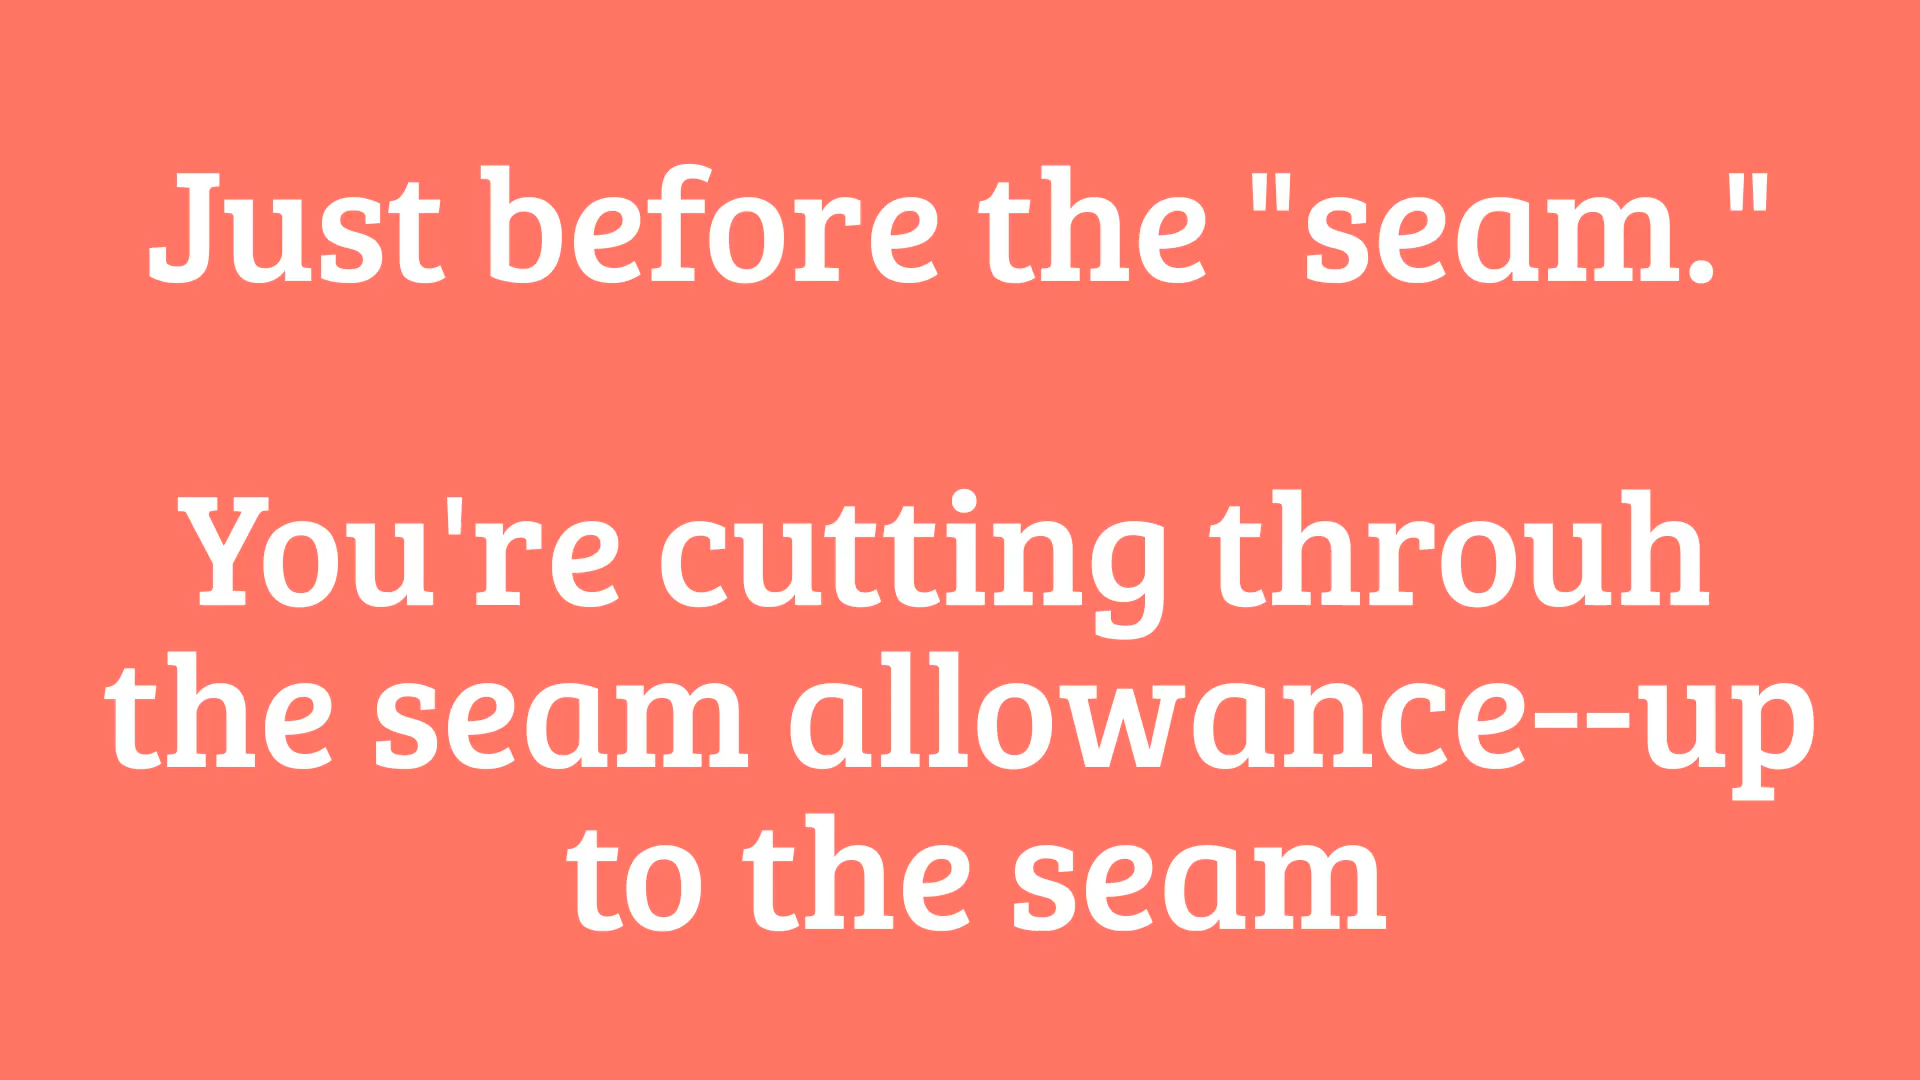 Just before the "seam."
You're cutting throuh
the seam allowance--up
to the seam